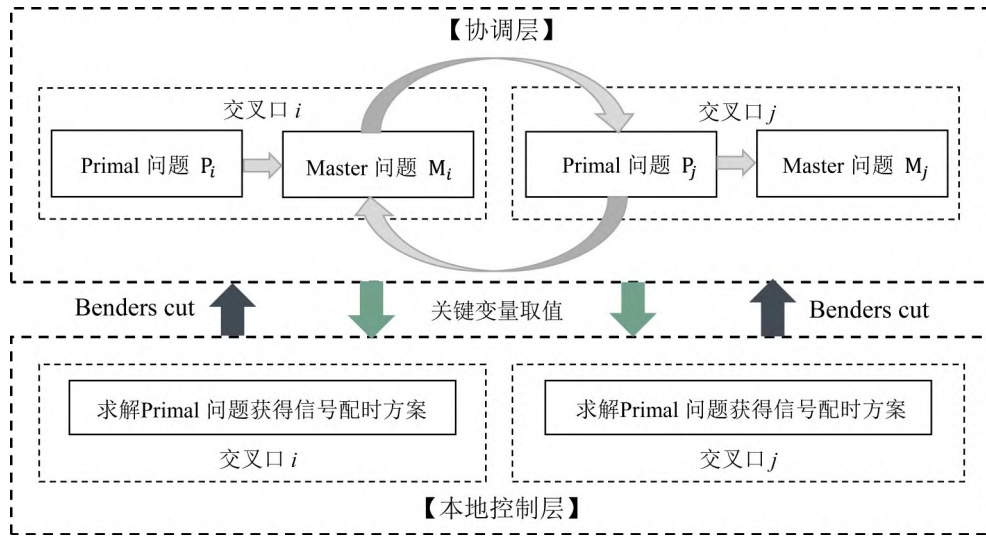 【协调层】
交叉口 i
交叉口 j
Primal 问题 Pi
Master 问题 Mi
Primal 问题 Pj
Master 问题 Mj
Benders cut
关键变量取值
Benders cut
求解Primal 问题获得信号配时方案
求解Primal 问题获得信号配时方案
交叉口 i
交叉口 j
【本地控制层】